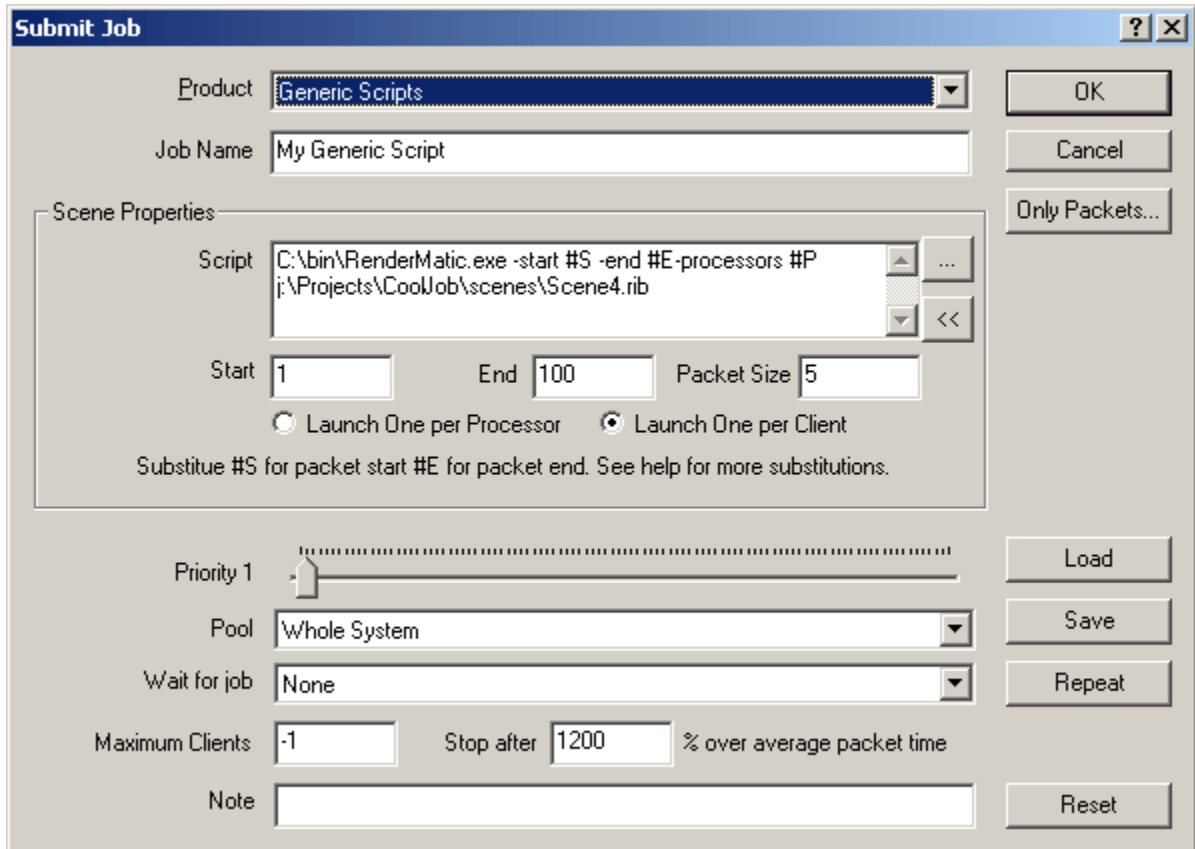 Submit Job
Product Generic Scripts OK
Job Name My Generic Script Cancel
Only Packets...
Scene Properties
Script C:\bin\RenderMatic.exe -start #S -end #E-processors #P ...
j:\Projects\CoolJob\scenes\Scene4.rib
<<
Start 1 End 100 Packet Size 5
Launch One per Processor Launch One per Client
Substitue #S for packet start #E for packet end. See help for more substitutions.
Priority 1 Load
Pool Whole System Save
Wait for job None Repeat
Maximum Clients -1 Stop after 1200 % over average packet time
Note Reset